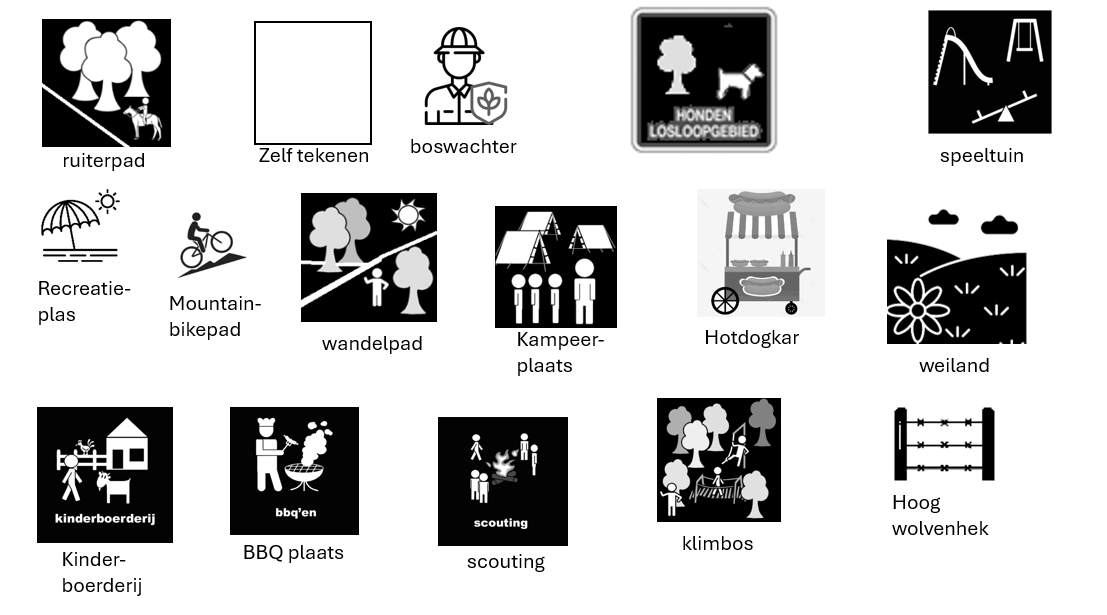 HONDEN
LOSLOOPGEBIED
ruiterpad
Zelf tekenen
boswachter
speeltuin
Recreatie-
plas
Mountain-
bikepad
wandelpad
Kampeer-
plaats
Hotdogkar
weiland
kinderboerderij
Kinder-
boerderij
bbq'en
BBQ plaats
scouting
scouting
klimbos
Hoog
wolvenhek